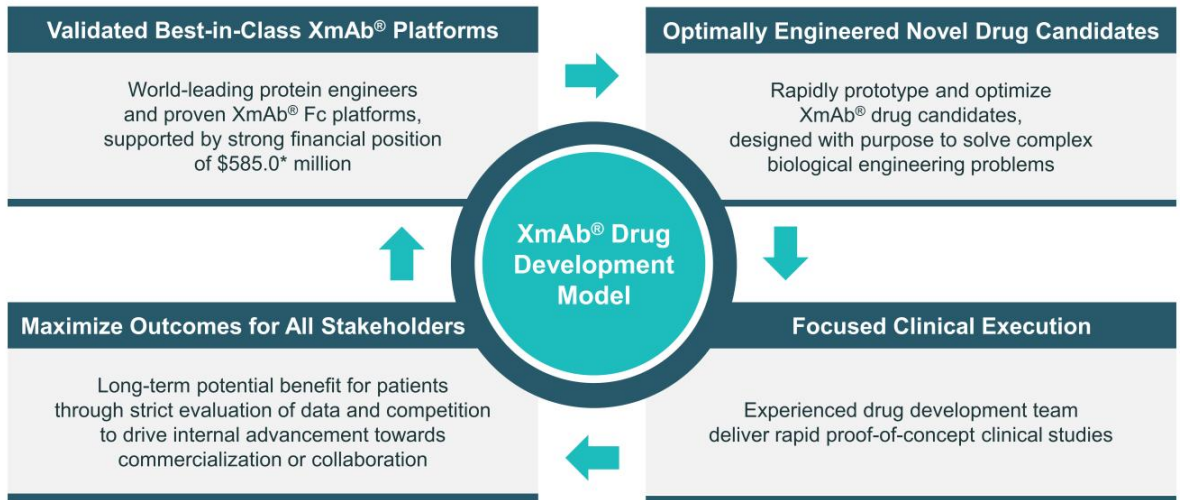 Validated Best-in-Class XmAb® Platforms
World-leading protein engineers
and proven XmAb® Fc platforms,
supported by strong financial position
of $585.0* million
Optimally Engineered Novel Drug Candidates
Rapidly prototype and optimize
XmAb® drug candidates,
designed with purpose to solve complex
biological engineering problems
XmAb® Drug
Development
Model
Maximize Outcomes for All Stakeholders
Long-term potential benefit for patients
through strict evaluation of data and competition
to drive internal advancement towards
commercialization or collaboration
Focused Clinical Execution
Experienced drug development team
deliver rapid proof-of-concept clinical studies